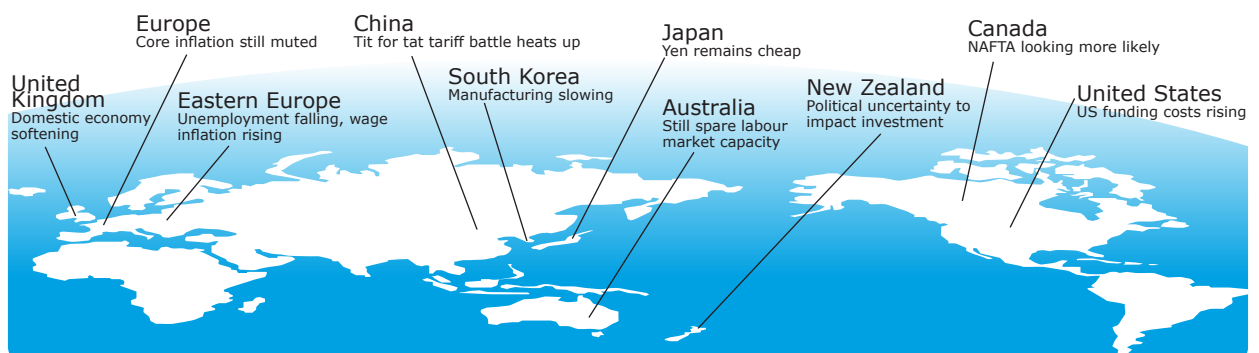 Europe
Core inflation still muted
China
Tit for tat tariff battle heats up
Japan
Yen remains cheap
Canada
NAFTA looking more likely
United
Kingdom
Domestic economy
softening
Eastern Europe
Unemployment falling, wage
inflation rising
South Korea
Manufacturing slowing
Australia
Still spare labour
market capacity
New Zealand
Political uncertainty to
impact investment
United States
US funding costs rising